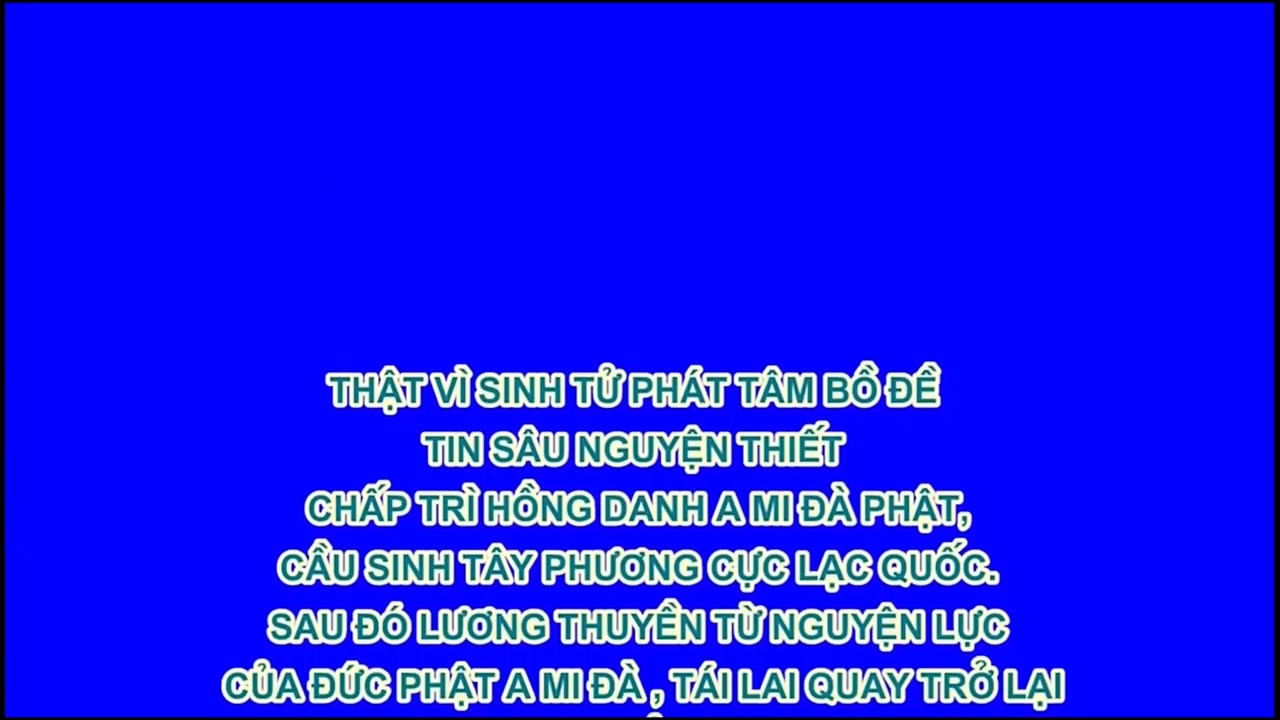 THẬT VÌ SINH TỬ PHÁT TÂM BỒ ĐỀ
TIN SÂU NGUYỆN THIẾT
CHẤP TRÌ HỒNG DANH A MI ĐÀ PHẬT,
CẦU SINH TÂY PHƯƠNG CỰC LẠC QUỐC.
SAU ĐÓ LƯƠNG THUYỀN TỪ NGUYỆN LỰC
CỦA ĐỨC PHẬT A MI ĐÀ , TÁI LAI QUAY TRỞ LẠI